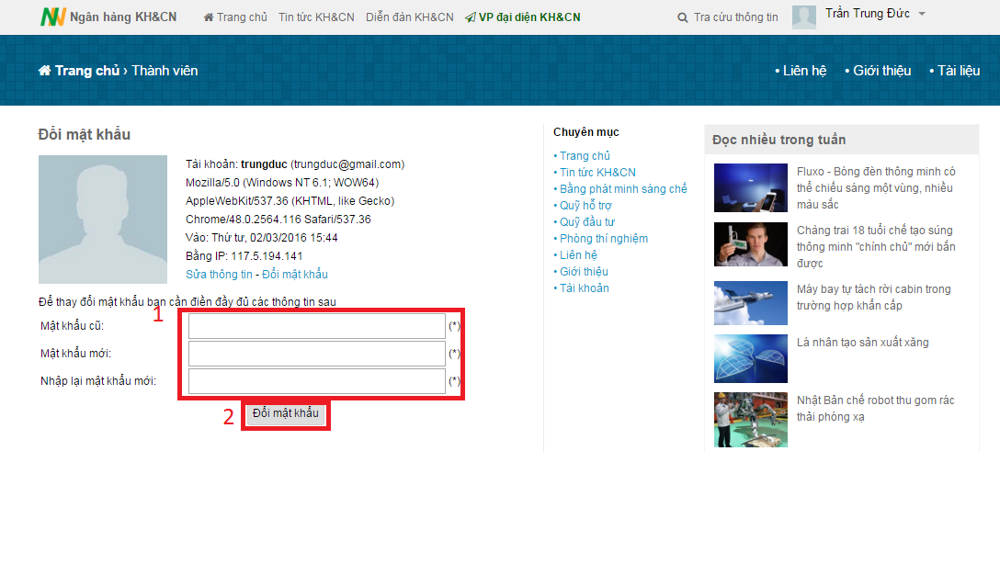 Ngân hàng KH&CN
Trang chủ
Tin tức KH&CN
Diễn đàn KH&CN
VP đại diện KH&CN
Tra cứu thông tin
Trần Trung Đức
Trang chủ › Thành viên
• Liên hệ
• Giới thiệu
• Tài liệu
Đổi mật khẩu
Tài khoản: trungduc (trungduc@gmail.com)
Mozilla/5.0 (Windows NT 6.1; WOW64)
AppleWebKit/537.36 (KHTML, like Gecko)
Chrome/48.0.2564.116 Safari/537.36
Vào: Thứ tư, 02/03/2016 15:44
Bằng IP: 117.5.194.141
Sửa thông tin - Đổi mật khẩu
Để thay đổi mật khẩu bạn cần điền đầy đủ các thông tin sau
1
Mật khẩu cũ:
(*)
Mật khẩu mới:
(*)
Nhập lại mật khẩu mới:
(*)
2
Đổi mật khẩu
Chuyên mục
• Trang chủ
• Tin tức KH&CN
• Bằng phát minh sáng chế
• Quỹ hỗ trợ
• Quỹ đầu tư
• Phòng thí nghiệm
• Liên hệ
• Giới thiệu
• Tài khoản
Đọc nhiều trong tuần
Fluxo - Bóng đèn thông minh có
thể chiếu sáng một vùng, nhiều
màu sắc
Chàng trai 18 tuổi chế tạo súng
thông minh "chính chủ" mới bắn
được
Máy bay tự tách rời cabin trong
trường hợp khẩn cấp
Lá nhân tạo sản xuất xăng
Nhật Bản chế robot thu gom rác
thải phóng xạ